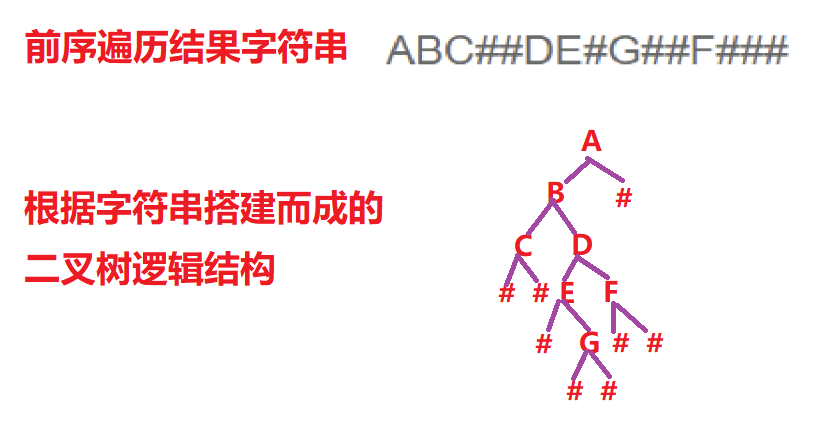 前序遍历结果字符串 ABC##DE#G##F###
A
根据字符串搭建而成的
B #
二叉树逻辑结构
C D
# # E F
# G # #
# #